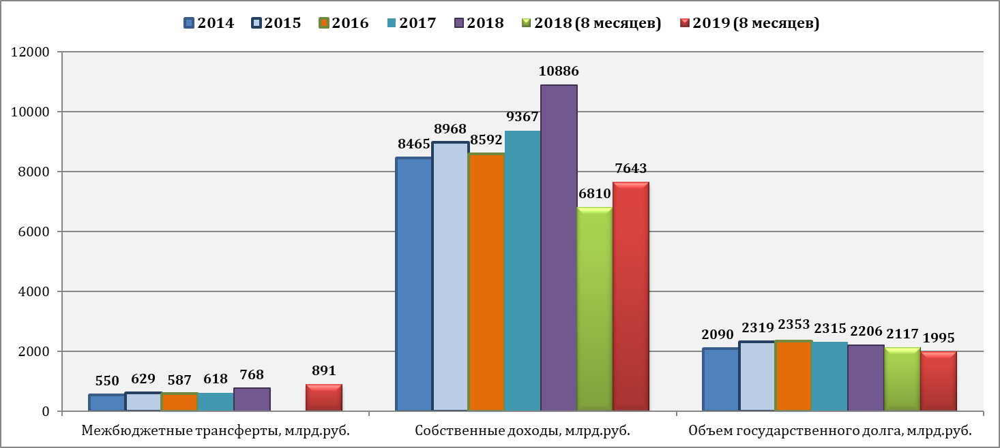 2014 2015 2016 2017 2018 2018 (8 месяцев) 2019 (8 месяцев)
12000
10000
8000
6000
4000
2000
0
550 629 587 618 768 891
8465 8968 8592 9367 10886 6810 7643
2090 2319 2353 2315 2206 2117 1995
Межбюджетные трансферты, млрд.руб. Собственные доходы, млрд.руб. Объем государственного долга, млрд.руб.